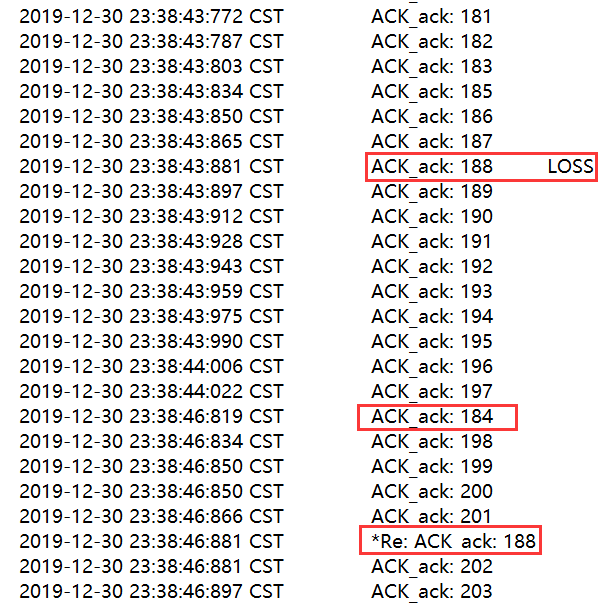 2019-12-30 23:38:43:772 CST ACK_ack: 181
2019-12-30 23:38:43:787 CST ACK_ack: 182
2019-12-30 23:38:43:803 CST ACK_ack: 183
2019-12-30 23:38:43:834 CST ACK_ack: 185
2019-12-30 23:38:43:850 CST ACK_ack: 186
2019-12-30 23:38:43:865 CST ACK_ack: 187
2019-12-30 23:38:43:881 CST ACK_ack: 188 LOSS
2019-12-30 23:38:43:897 CST ACK_ack: 189
2019-12-30 23:38:43:912 CST ACK_ack: 190
2019-12-30 23:38:43:928 CST ACK_ack: 191
2019-12-30 23:38:43:943 CST ACK_ack: 192
2019-12-30 23:38:43:959 CST ACK_ack: 193
2019-12-30 23:38:43:975 CST ACK_ack: 194
2019-12-30 23:38:43:990 CST ACK_ack: 195
2019-12-30 23:38:44:006 CST ACK_ack: 196
2019-12-30 23:38:44:022 CST ACK_ack: 197
2019-12-30 23:38:46:819 CST ACK_ack: 184
2019-12-30 23:38:46:834 CST ACK_ack: 198
2019-12-30 23:38:46:850 CST ACK_ack: 199
2019-12-30 23:38:46:850 CST ACK_ack: 200
2019-12-30 23:38:46:866 CST ACK_ack: 201
2019-12-30 23:38:46:881 CST *Re: ACK_ack: 188
2019-12-30 23:38:46:881 CST ACK_ack: 202
2019-12-30 23:38:46:897 CST ACK_ack: 203